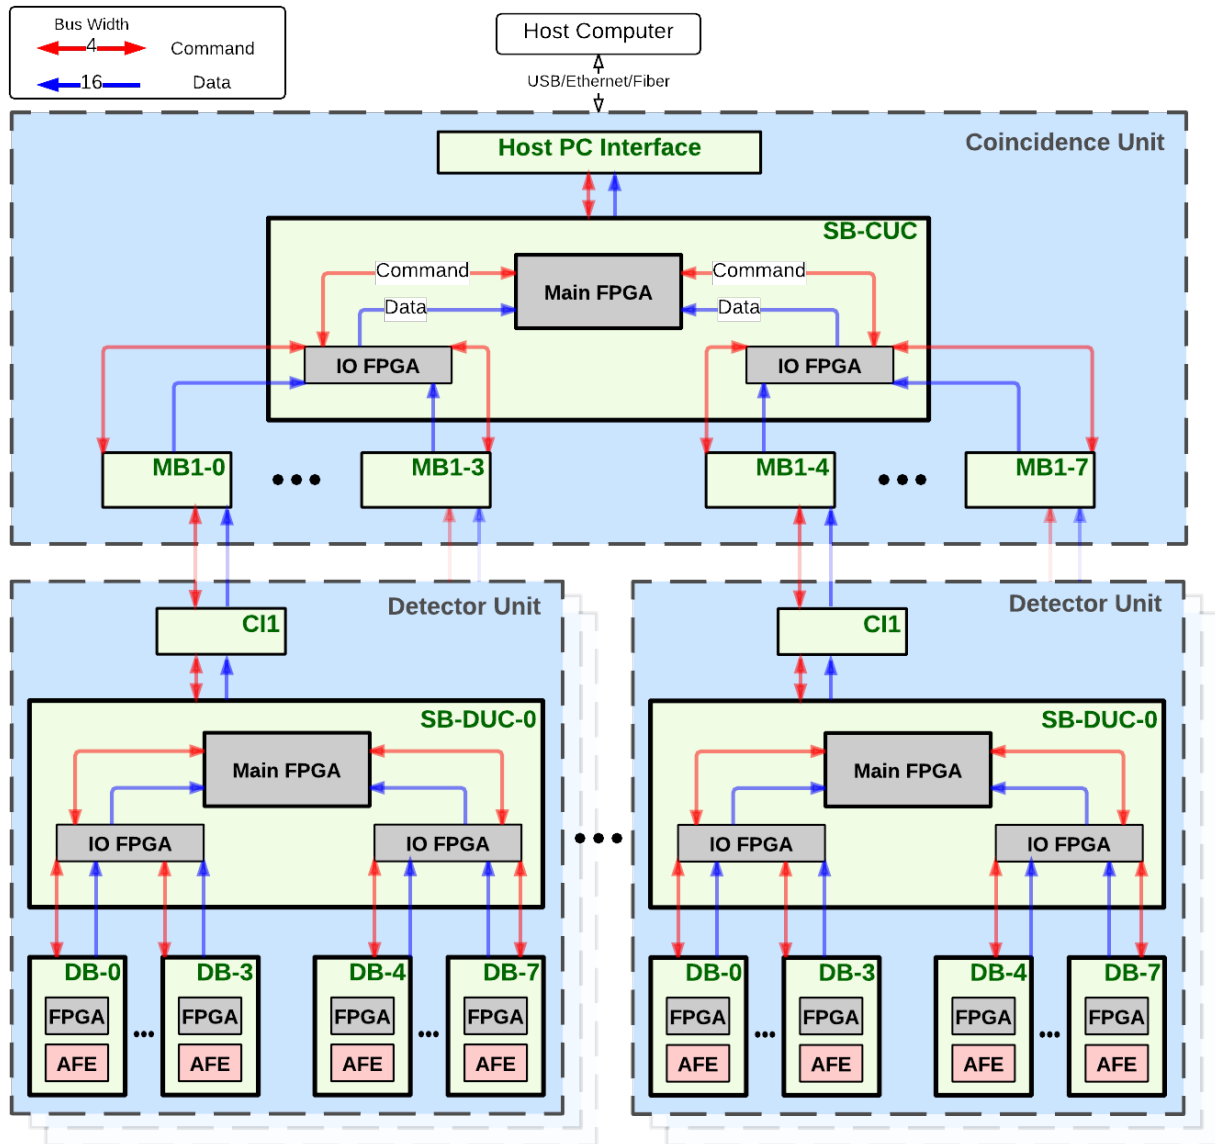 Bus Width
4
Command
16
Data
Host Computer
USB/Ethernet/Fiber
Coincidence Unit
Host PC Interface
SB-CUC
Command
Main FPGA
Command
Data
Data
IO FPGA
IO FPGA
MB1-0
•••
MB1-3
MB1-4
•••
MB1-7
Detector Unit
CI1
SB-DUC-0
Main FPGA
IO FPGA
IO FPGA
DB-0
DB-3
DB-4
DB-7
FPGA
•••
FPGA
FPGA
•••
FPGA
AFE
AFE
AFE
AFE
•••
Detector Unit
CI1
SB-DUC-0
Main FPGA
IO FPGA
IO FPGA
DB-0
DB-3
DB-4
DB-7
FPGA
•••
FPGA
FPGA
•••
FPGA
AFE
AFE
AFE
AFE